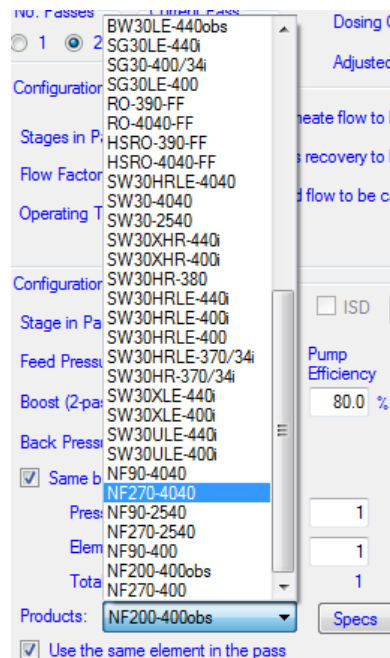 No. Passes Current Pass
1 2
Dosing
Adjusted
Configuration
Stages in Pa
Flow Factor
Operating T
eate flow to
recovery to
flow to be c
BW30LE-440obs
SG30LE-440i
SG30-400/34i
SG30LE-400
RO-390-FF
RO-4040-FF
HSRO-390-FF
HSRO-4040-FF
SW30HRLE-4040
SW30-4040
SW30-2540
SW30XHR-440i
SW30XHR-400i
SW30HR-380
SW30HRLE-440i
SW30HRLE-400i
SW30HRLE-400
SW30HRLE-370/34i
SW30HR-370/34i
SW30XLE-440i
SW30XLE-400i
SW30ULE-440i
SW30ULE-400i
NF90-4040
NF270-4040
NF90-2540
NF270-2540
NF90-400
NF200-400obs
NF270-400
Configuration
Stage in Pa
ISD
Feed Pressu
Pump
Efficiency
Boost (2-pa
80.0 %
Back Pressu
Same b
Pres
1
Elem
1
Tota
1
Products: NF200-400obs Specs
Use the same element in the pass